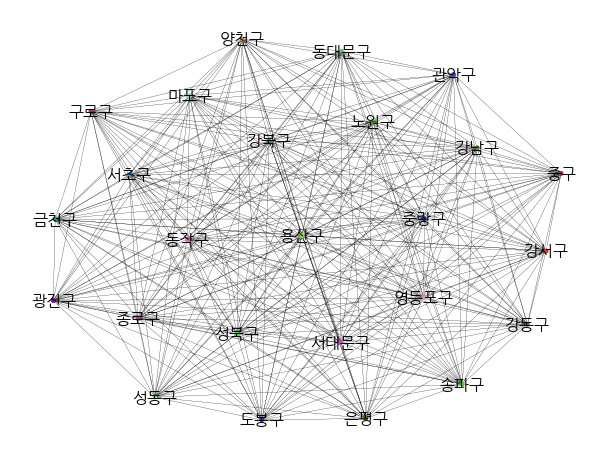 양천구
동대문구
관악구
마포구
구로구
노원구
강북구
강남구
서초구
중구
금천구
중랑구
동작구
용산구
강서구
광진구
영등포구
종로구
강동구
성북구
서대문구
송파구
성동구
도봉구
은평구